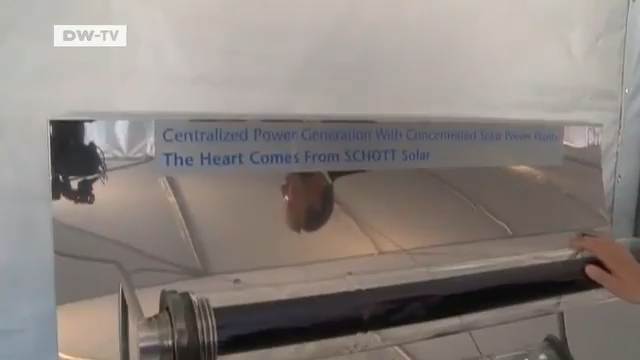 DW-TV
Centralized Power Generation With Concentrated Solar Power Plants
The Heart Comes From SCHOTT Solar